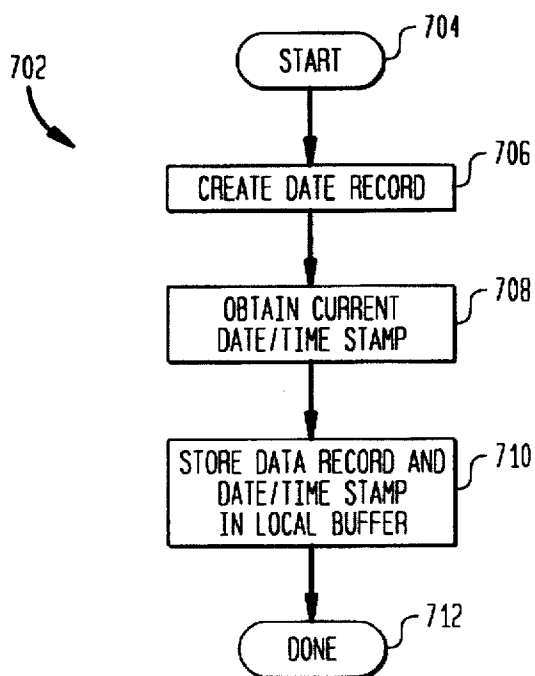 704
START
702
706
CREATE DATE RECORD
708
OBTAIN CURRENT
DATE/TIME STAMP
710
STORE DATA RECORD AND
DATE/TIME STAMP
IN LOCAL BUFFER
712
DONE